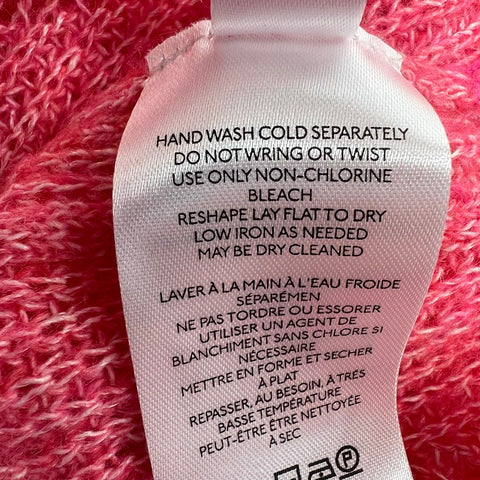 HAND WASH COLD SEPARATELY
DO NOT WRING OR TWIST
USE ONLY NON-CHLORINE
BLEACH
RESHAPE LAY FLAT TO DRY
LOW IRON AS NEEDED
MAY BE DRY CLEANED
LAVER À LA MAIN À L'EAU FROIDE
SÉPARÉMEN
NE PAS TORDRE OU ESSORER
UTILISER UN AGENT DE
BLANCHIMENT SANS CHLORE SI
NÉCESSAIRE
METTRE EN FORME ET SECHER
À PLAT
REPASSER, AU BESOIN, À TRÉS
BASSE TEMPÉRATURE
PEUT-ÊTRE ÊTRE NETTOYÉE
À SEC
P